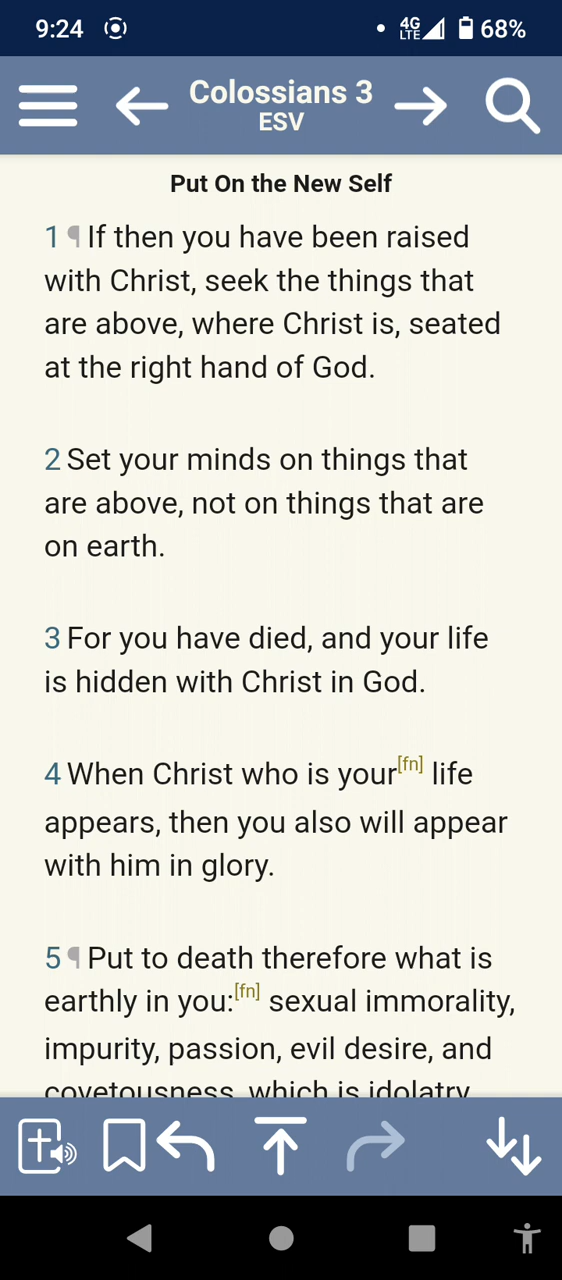 9:24
4G
LTE
68%
Colossians 3
ESV
Put On the New Self
1 ¶ If then you have been raised
with Christ, seek the things that
are above, where Christ is, seated
at the right hand of God.
2 Set your minds on things that
are above, not on things that are
on earth.
3 For you have died, and your life
is hidden with Christ in God.
4 When Christ who is your[fn] life
appears, then you also will appear
with him in glory.
5 ¶ Put to death therefore what is
earthly in you:[fn] sexual immorality,
impurity, passion, evil desire, and
covetousness, which is idolatry.